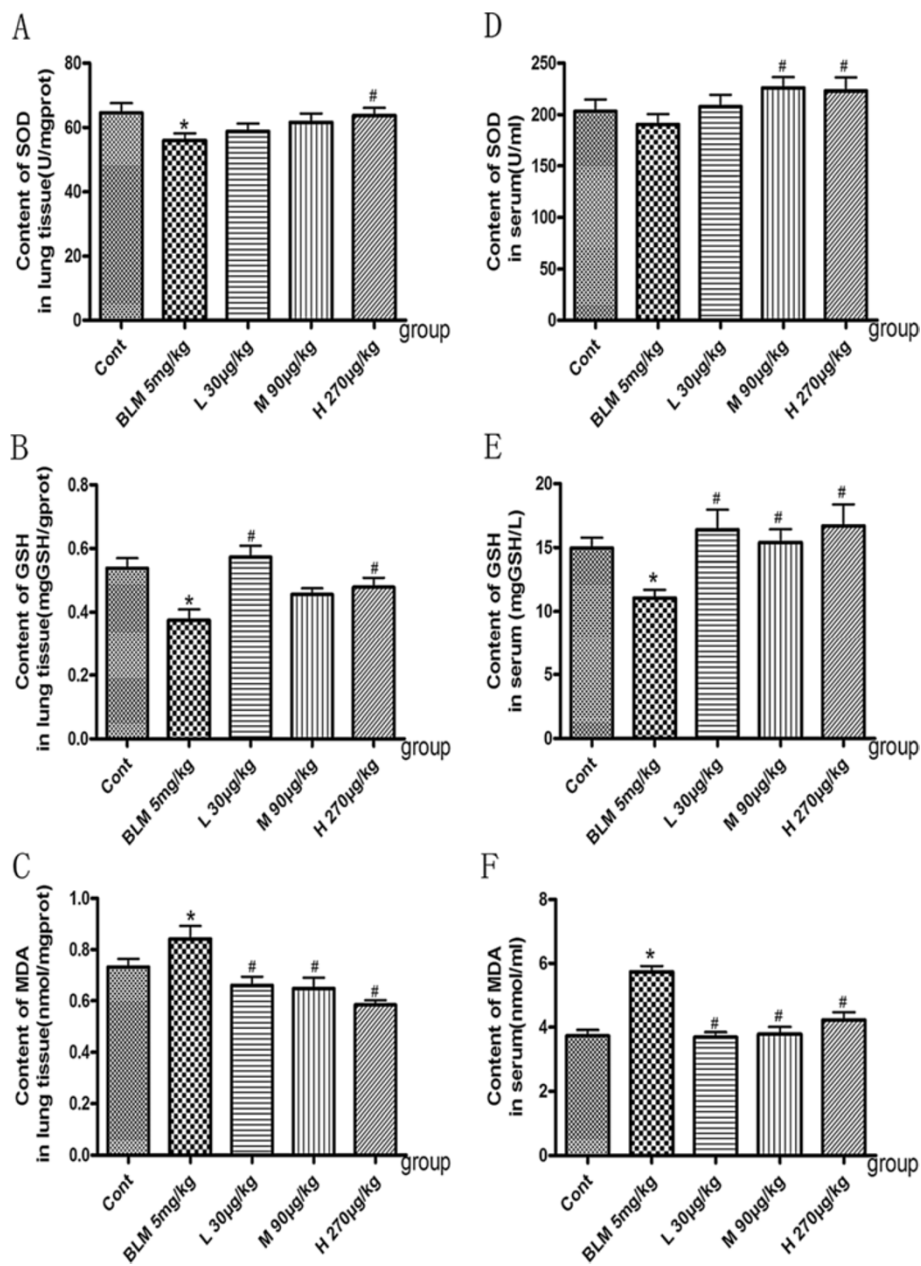 A
Content of SOD
in lung tissue(U/mgprot)
80
60
40
20
0
*
#
group
Cont
BLM 5mg/kg
L 30μg/kg
M 90μg/kg
H 270μg/kg
D
Content of SOD
in serum(U/ml)
250
200
150
100
50
0
#
#
group
Cont
BLM 5mg/kg
L 30μg/kg
M 90μg/kg
H 270μg/kg
B
Content of GSH
in lung tissue(mgGSH/gprot)
0.8
0.6
0.4
0.2
0.0
*
#
#
group
Cont
BLM 5mg/kg
L 30μg/kg
M 90μg/kg
H 270μg/kg
E
Content of GSH
in serum (mgGSH/L)
20
15
10
5
0
*
#
#
#
group
Cont
BLM 5mg/kg
L 30μg/kg
M 90μg/kg
H 270μg/kg
C
Content of MDA
in lung tissue(nmol/mgprot)
1.0
0.8
0.6
0.4
0.2
0.0
*
#
#
#
group
Cont
BLM 5mg/kg
L 30μg/kg
M 90μg/kg
H 270μg/kg
F
Content of MDA
in serum(nmol/ml)
8
6
4
2
0
*
#
#
#
group
Cont
BLM 5mg/kg
L 30μg/kg
M 90μg/kg
H 270μg/kg